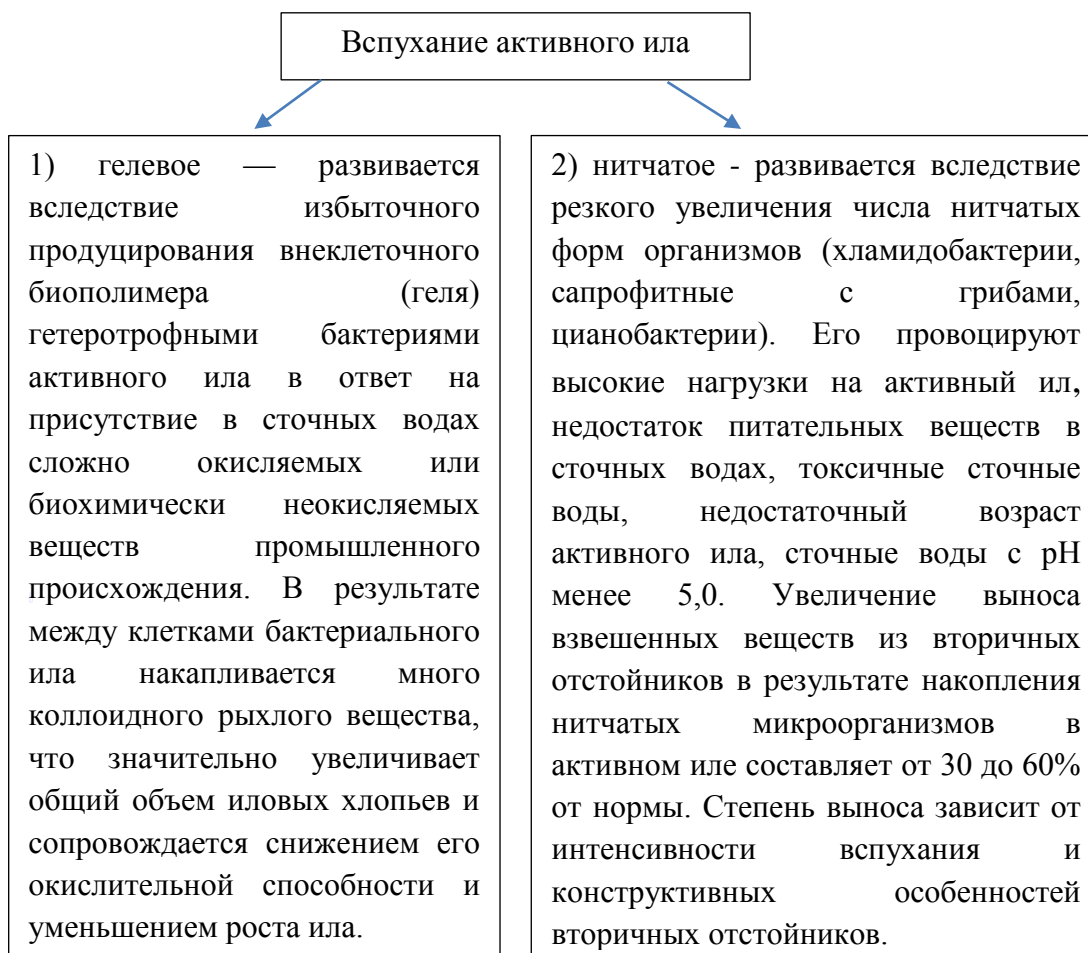 Вспухание активного ила
1) гелевое — развивается
вследствие избыточного
продуцирования внеклеточного
биополимера (геля)
гетеротрофными бактериями
активного ила в ответ на
присутствие в сточных водах
сложно окисляемых или
биохимически неокисляемых
веществ промышленного
происхождения. В результате
между клетками бактериального
ила накапливается много
коллоидного рыхлого вещества,
что значительно увеличивает
общий объем иловых хлопьев и
сопровождается снижением его
окислительной способности и
уменьшением роста ила.
2) нитчатое - развивается вследствие
резкого увеличения числа нитчатых
форм организмов (хламидобактерии,
сапрофитные с грибами,
цианобактерии). Его провоцируют
высокие нагрузки на активный ил,
недостаток питательных веществ в
сточных водах, токсичные сточные
воды, недостаточный возраст
активного ила, сточные воды с рН
менее 5,0. Увеличение выноса
взвешенных веществ из вторичных
отстойников в результате накопления
нитчатых микроорганизмов в
активном иле составляет от 30 до 60%
от нормы. Степень выноса зависит от
интенсивности вспухания и
конструктивных особенностей
вторичных отстойников.